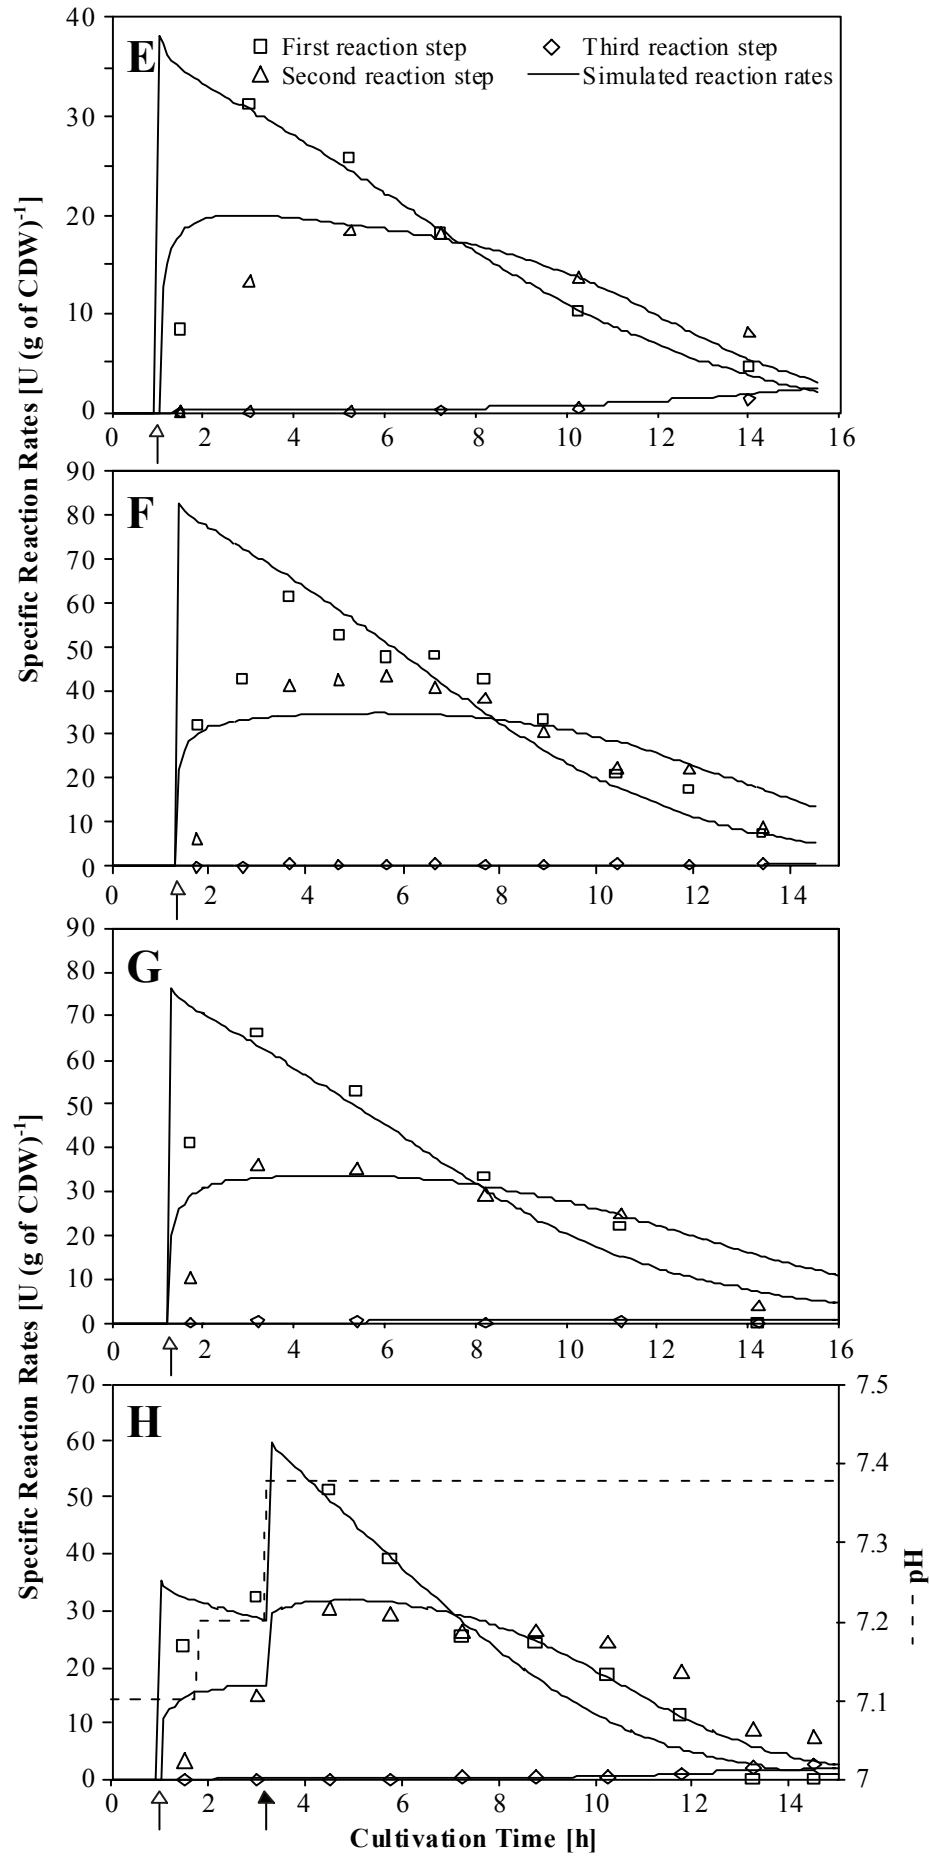 40
E
First reaction step
Third reaction step
Second reaction step
Simulated reaction rates
30
20
10
0
0 2 4 6 8 10 12 14 16
Specific Reaction Rates [U (g of CDW)-1]
90
F
80
70
60
50
40
30
20
10
0
0 2 4 6 8 10 12 14
90
G
80
70
60
50
40
30
20
10
0
0 2 4 6 8 10 12 14 16
Specific Reaction Rates [U (g of CDW)-1]
70 7.5
H
60
7.4
50
40
7.3
30
7.2
20
7.1
10
0 7
0 2 4 6 8 10 12 14
pH
Cultivation Time [h]